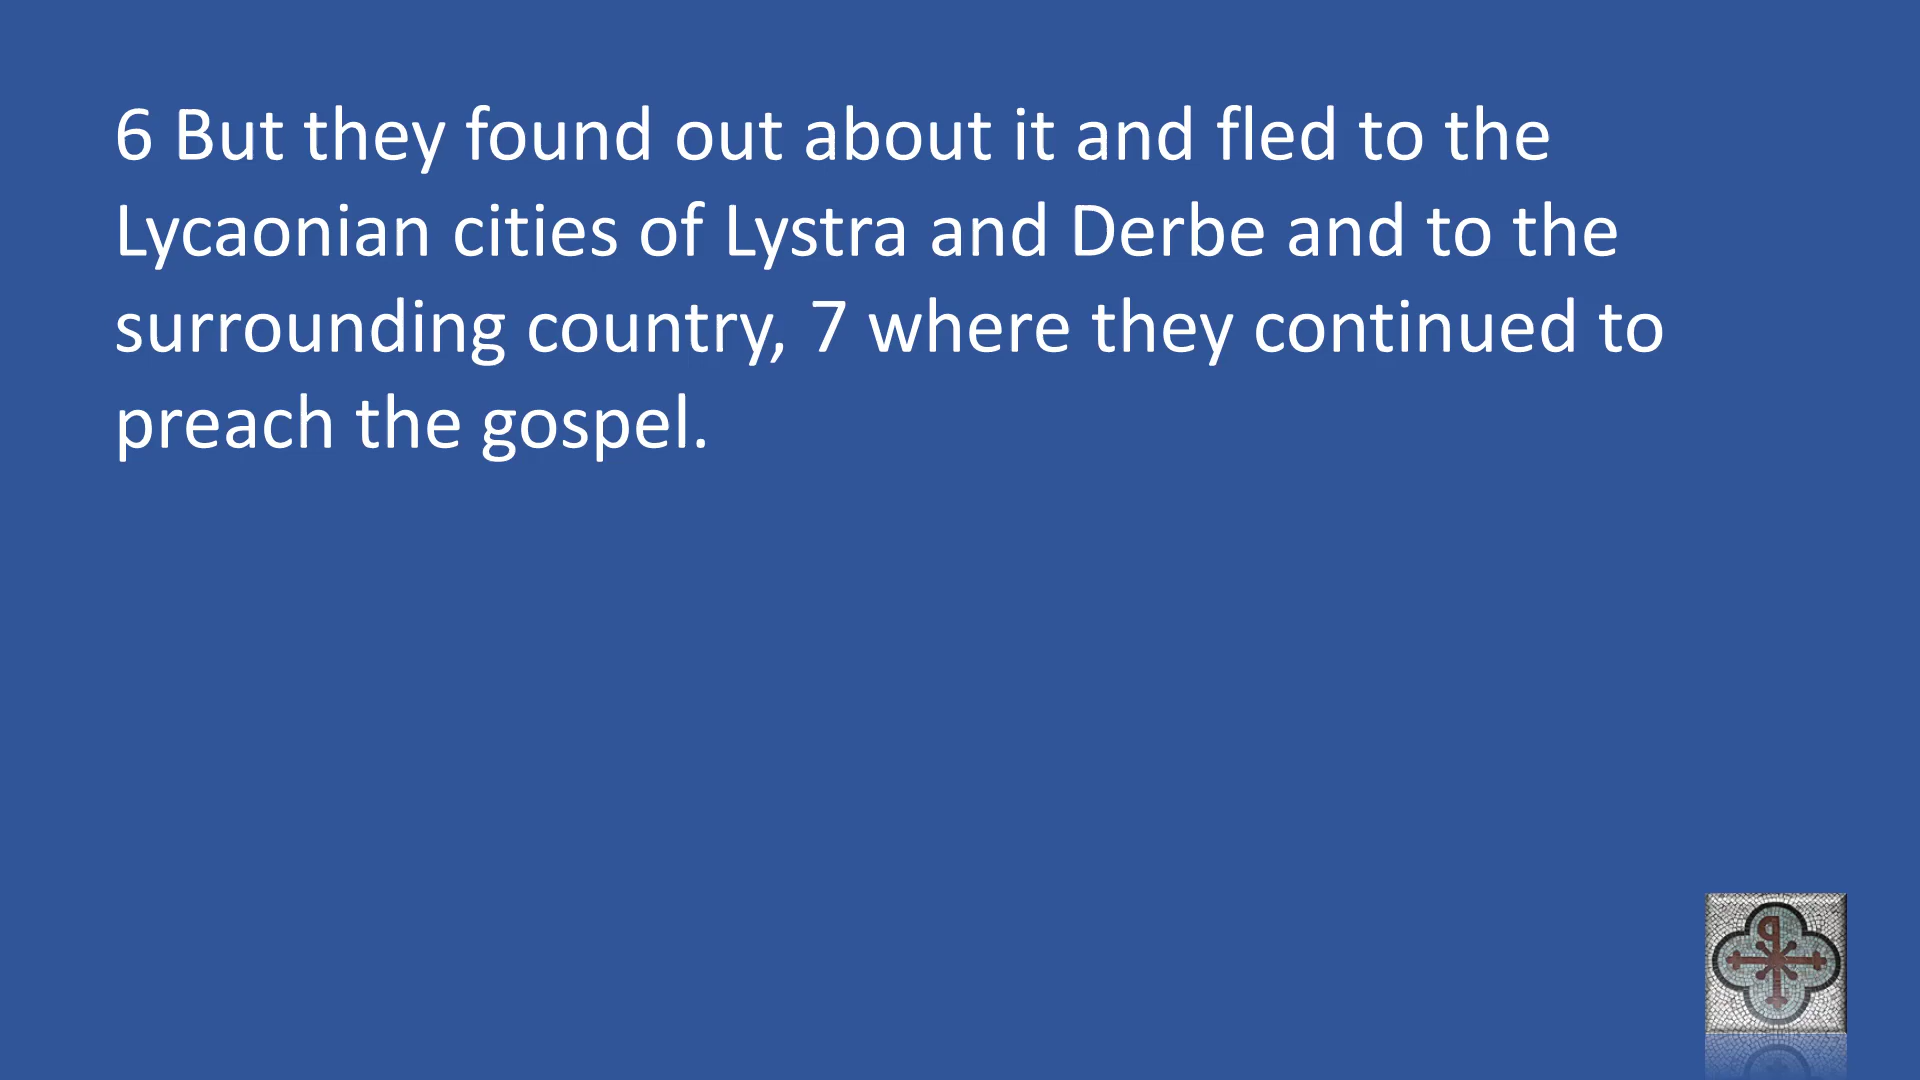 6 But they found out about it and fled to the
Lycaonian cities of Lystra and Derbe and to the
surrounding country, 7 where they continued to
preach the gospel.